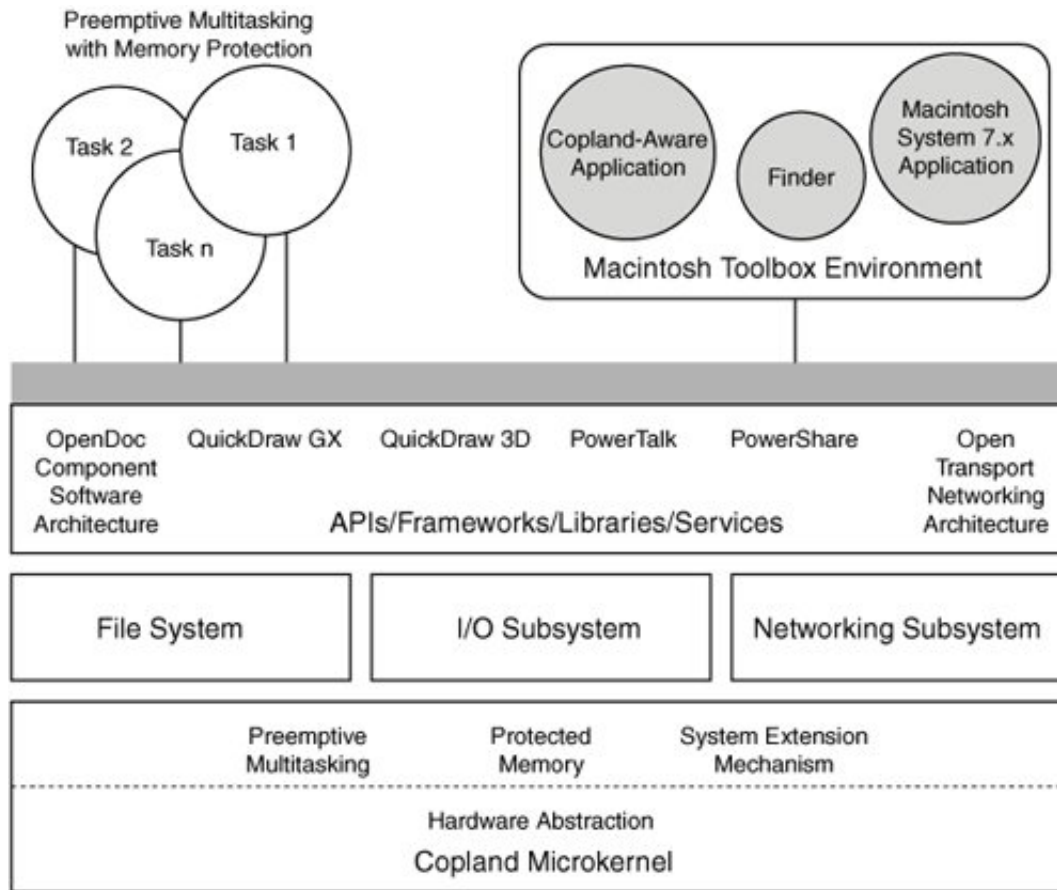 Preemptive Multitasking
with Memory Protection
Task 2
Task 1
Task n
Copland-Aware
Application
Finder
Macintosh
System 7.x
Application
Macintosh Toolbox Environment
OpenDoc
Component
Software
Architecture
QuickDraw GX
QuickDraw 3D
PowerTalk
PowerShare
Open
Transport
Networking
Architecture
APIs/Frameworks/Libraries/Services
File System
I/O Subsystem
Networking Subsystem
Preemptive
Multitasking
Protected
Memory
System Extension
Mechanism
Hardware Abstraction
Copland Microkernel